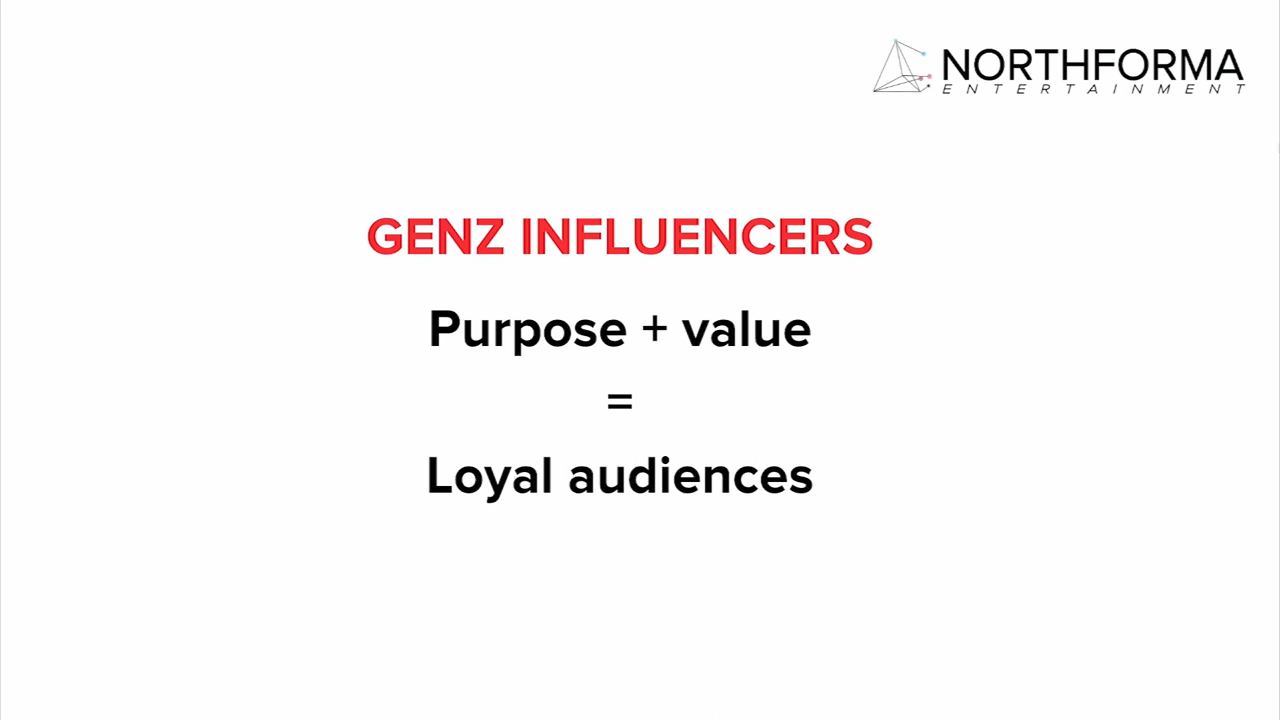 NORTHFORMA
ENTERTAINMENT
GENZ INFLUENCERS
Purpose + value
=
Loyal audiences